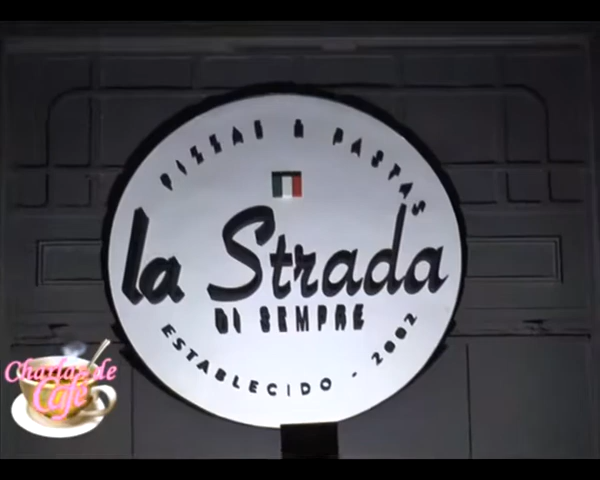 PIZZAS & PASTAS
la Strada
DI SEMPRE
ESTABLECIDO - 2002
Charlas de
Café